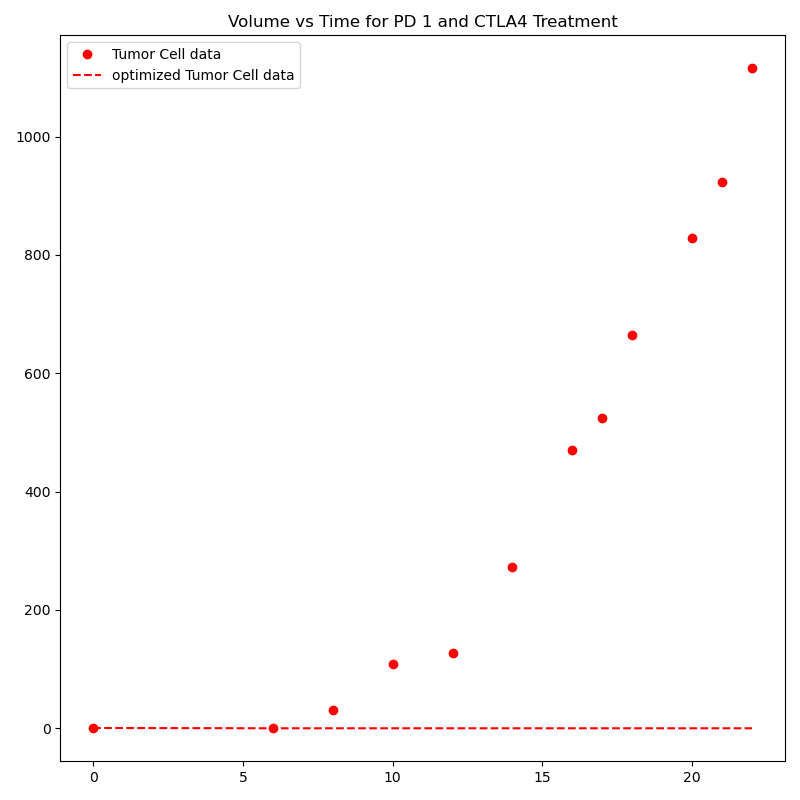 Volume vs Time for PD 1 and CTLA4 Treatment
Tumor Cell data
optimized Tumor Cell data
1000
800
600
400
200
0
0 5 10 15 20